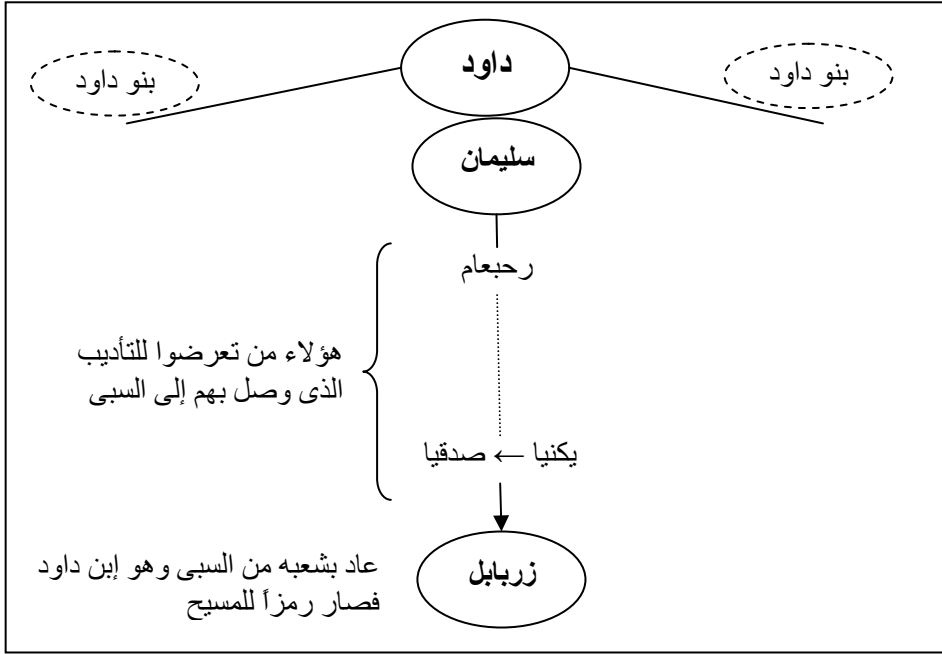 داود
بنو داود
بنو داود
سليمان
رحبعام
هؤلاء من تعرضوا للتأديب
الذى وصل بهم إلى السبى
يكنيا ← صدقيا
زربابل
عاد بشعبه من السبى وهو إبن داود
فصار رمزاً للمسيح